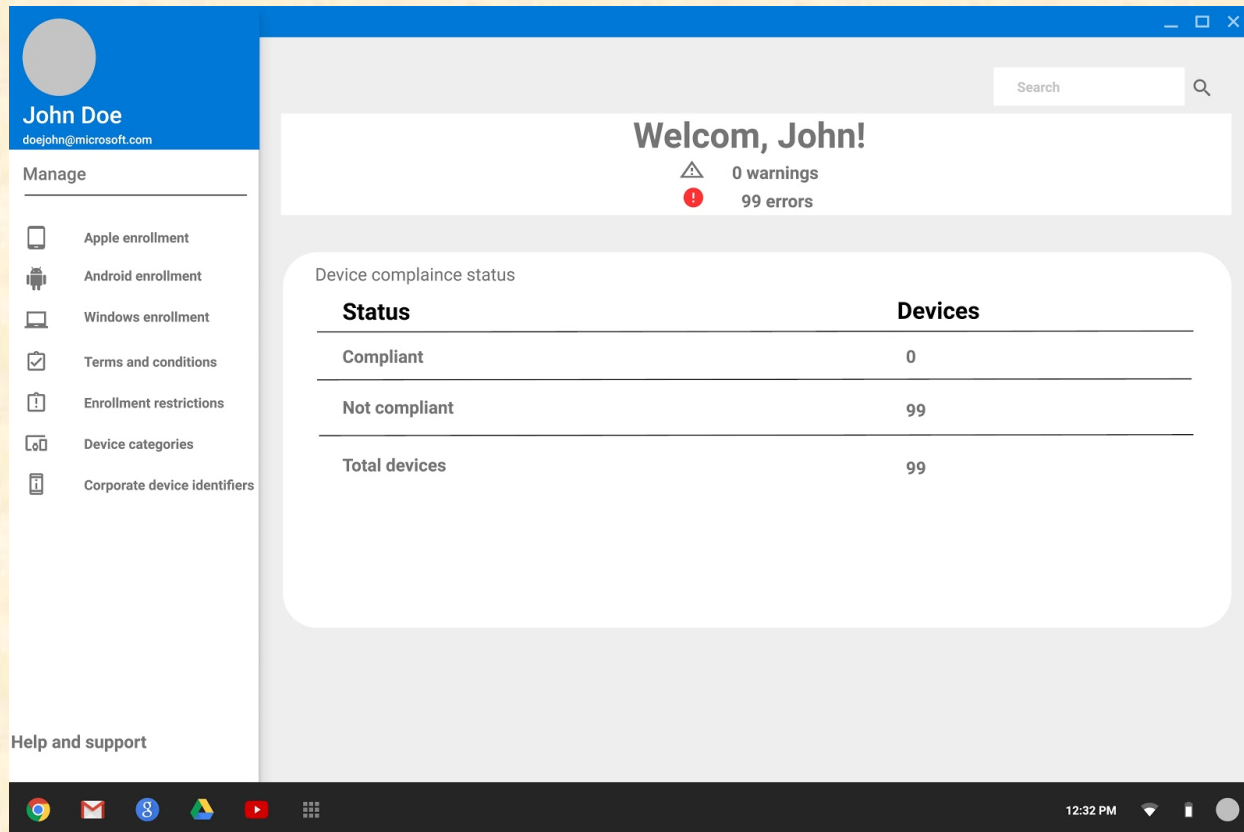 John Doe
doejohn@microsoft.com
Manage
Apple enrollment
Android enrollment
Windows enrollment
Terms and conditions
Enrollment restrictions
Device categories
Corporate device identifiers
Help and support
Search
Welcom, John!
0 warnings
99 errors
Device complaince status
Status Devices
Compliant 0
Not compliant 99
Total devices 99
8
12:32 PM